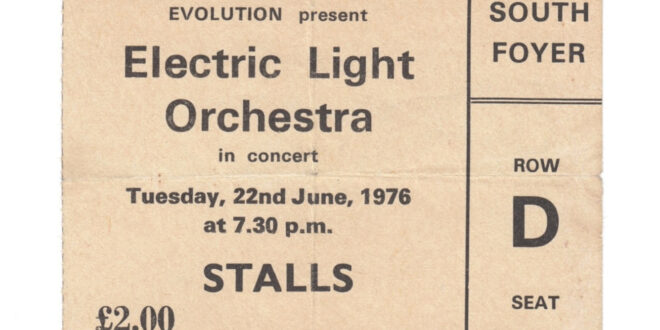 EVOLUTION present
Electric Light
Orchestra
in concert
Tuesday, 22nd June, 1976
at 7.30 p.m.
STALLS
£2.00
SOUTH
FOYER
ROW
D
SEAT